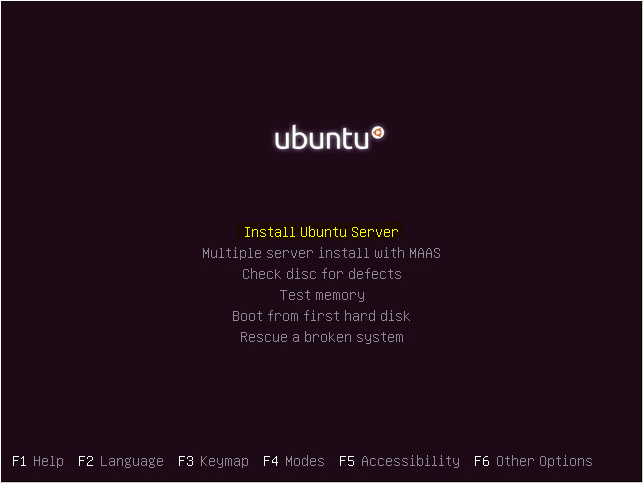 ubuntu
Install Ubuntu Server
Multiple server install with MAAS
Check disc for defects
Test memory
Boot from first hard disk
Rescue a broken system
F1 Help F2 Language F3 Keymap F4 Modes F5 Accessibility F6 Other Options